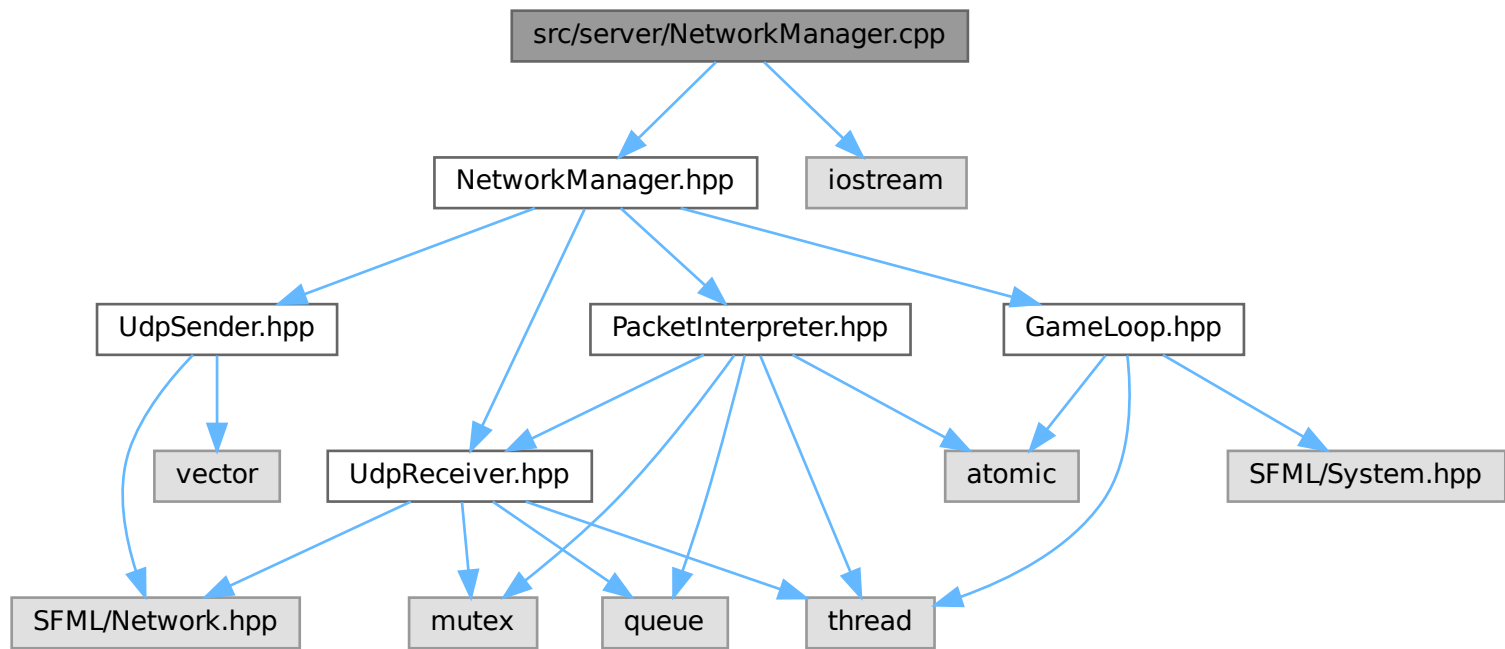 src/server/NetworkManager.cpp
NetworkManager.hpp
iostream
UdpSender.hpp
PacketInterpreter.hpp
GameLoop.hpp
vector
UdpReceiver.hpp
atomic
SFML/System.hpp
SFML/Network.hpp
mutex
queue
thread